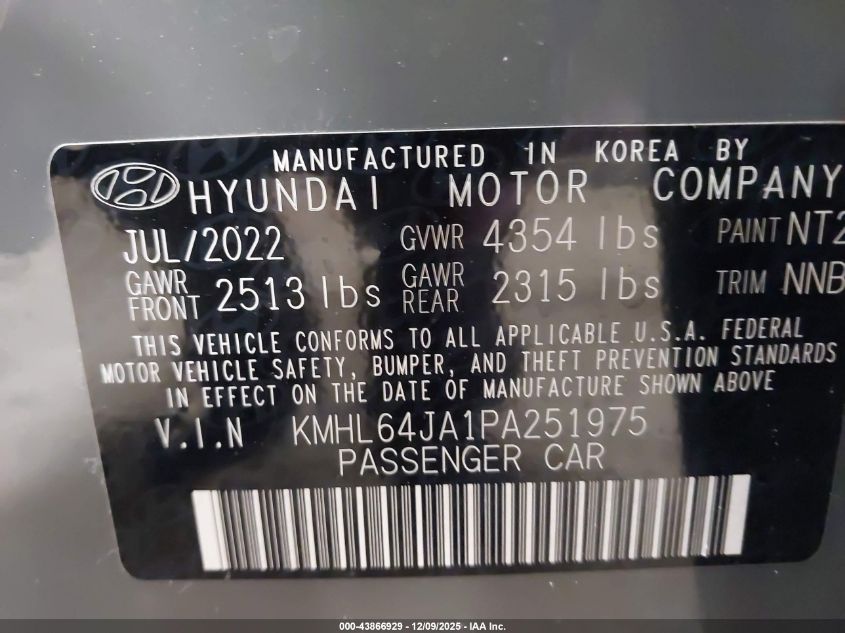 MANUFACTURED IN KOREA BY
HYUNDAI MOTOR COMPANY
JUL/2022 GVWR 4354 lbs PAINT NT2
GAWR FRONT 2513 lbs GAWR REAR 2315 lbs TRIM NNB
THIS VEHICLE CONFORMS TO ALL APPLICABLE U.S.A. FEDERAL
MOTOR VEHICLE SAFETY, BUMPER, AND THEFT PREVENTION STANDARDS
IN EFFECT ON THE DATE OF MANUFACTURE SHOWN ABOVE
V.I.N KMHL64JA1PA251975
PASSENGER CAR
000-43866929 - 12/09/2025 - IAA Inc.